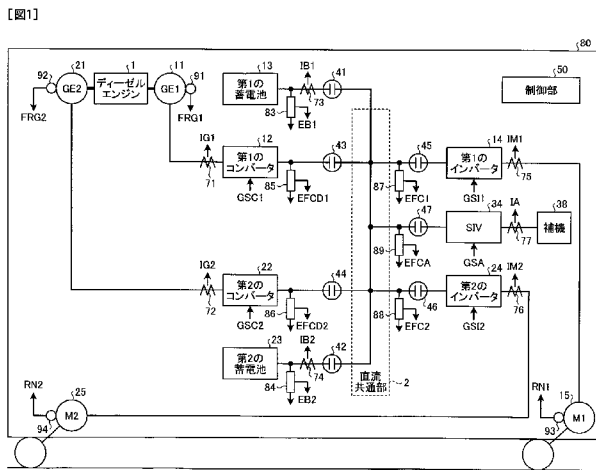 [図1]
80
21
1
11
92
GE2
ディーゼル
エンジン
GE1
91
FRG2
FRG1
13
第1の
蓄電池
IB1
41
73
83
EB1
50
制御部
IG1
71
12
第1の
コンバータ
GSC1
43
85
EFCD1
45
87
EFC1
14
第1の
インバータ
GSI1
IM1
75
47
89
EFCA
34
SIV
GSA
IA
77
38
補機
IG2
72
22
第2の
コンバータ
GSC2
44
86
EFCD2
46
88
EFC2
24
第2の
インバータ
GSI2
IM2
76
23
第2の
蓄電池
IB2
42
74
84
EB2
直流
共通部
2
RN2
25
M2
94
RN1
15
M1
93